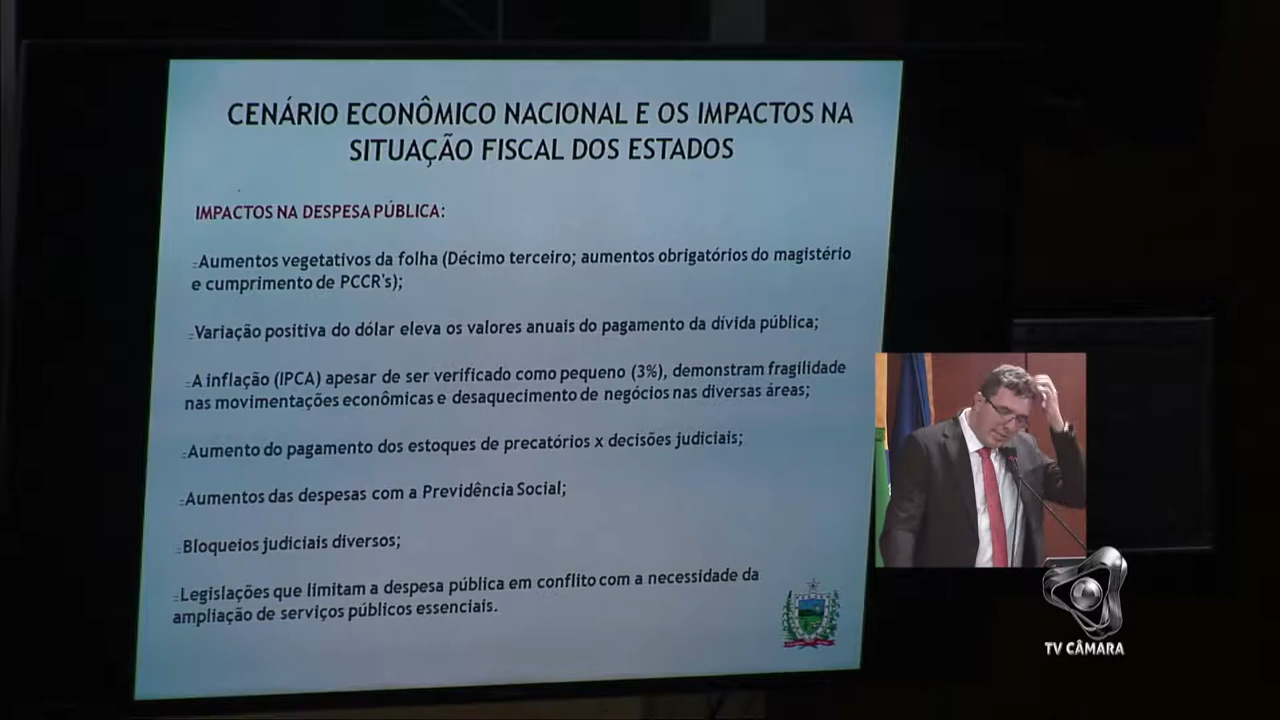 CENÁRIO ECONÔMICO NACIONAL E OS IMPACTOS NA
SITUAÇÃO FISCAL DOS ESTADOS
IMPACTOS NA DESPESA PÚBLICA:
Aumentos vegetativos da folha (Décimo terceiro; aumentos obrigatórios do magistério
e cumprimento de PCCR's);
Variação positiva do dólar eleva os valores anuais do pagamento da dívida pública;
A inflação (IPCA) apesar de ser verificado como pequeno (3%), demonstram fragilidade
nas movimentações econômicas e desaquecimento de negócios nas diversas áreas;
Aumento do pagamento dos estoques de precatórios x decisões judiciais;
Aumentos das despesas com a Previdência Social;
Bloqueios judiciais diversos;
Legislações que limitam a despesa pública em conflito com a necessidade da
ampliação de serviços públicos essenciais.
TV CÂMARA